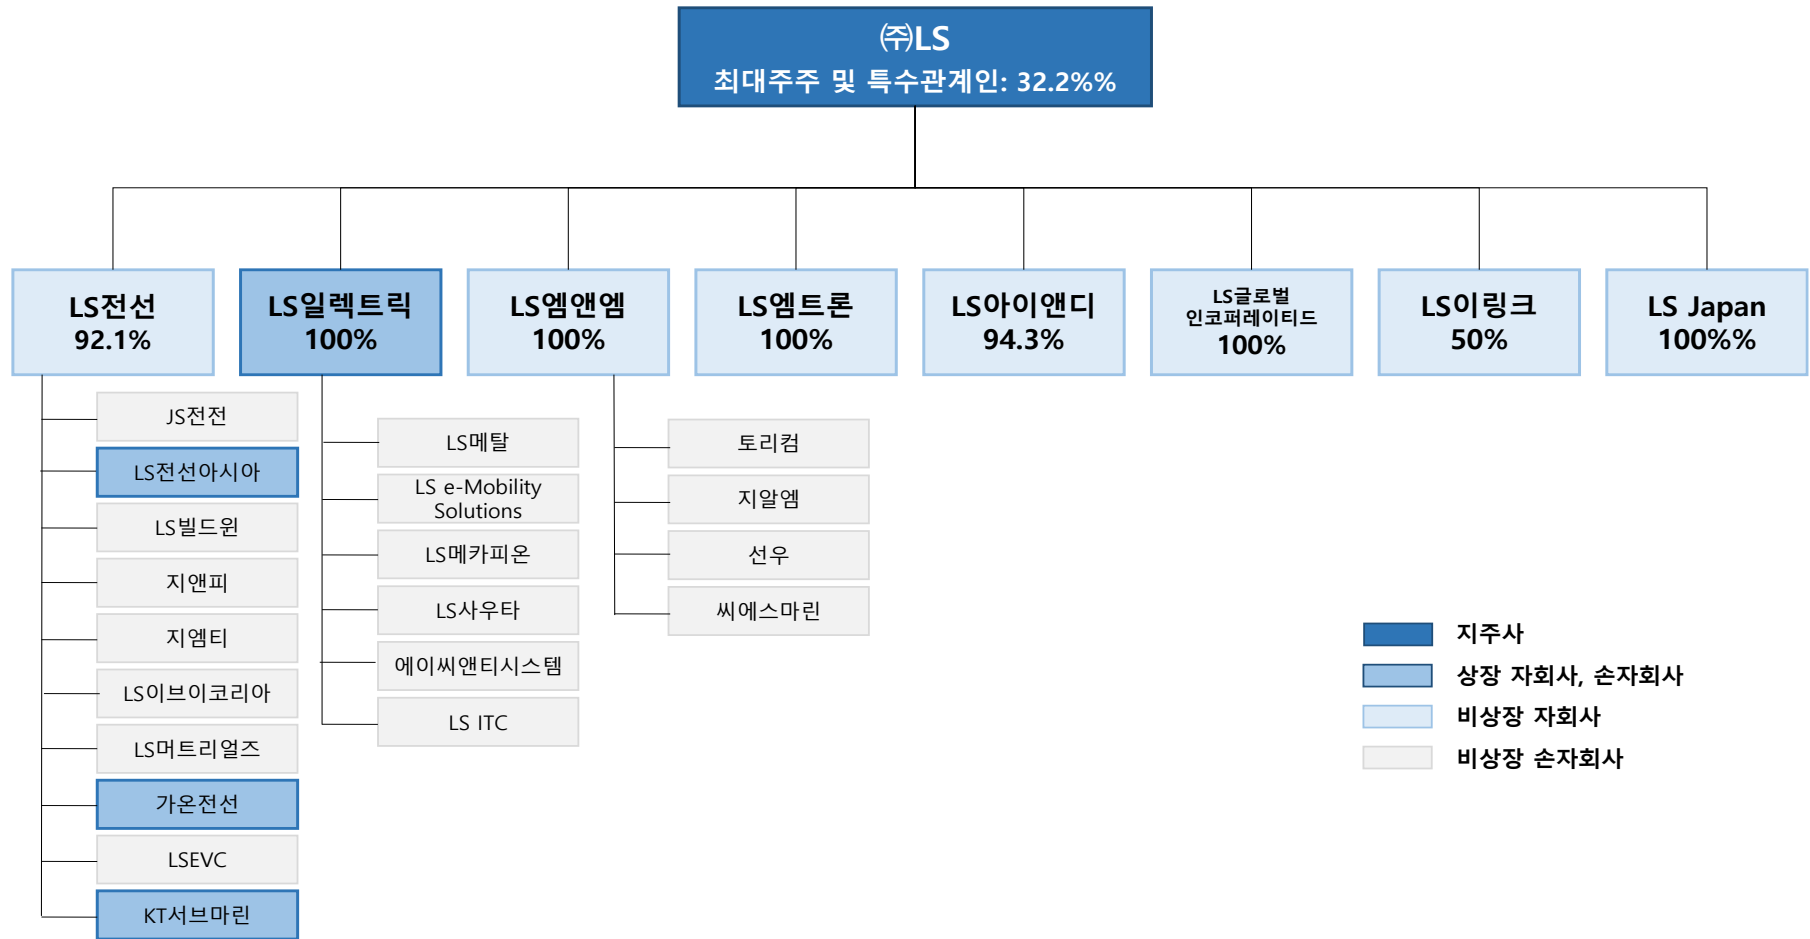 ㈜LS
최대주주 및 특수관계인: 32.2%%
LS전선
92.1%
LS일렉트릭
100%
LS엠앤엠
100%
LS엠트론
100%
LS아이앤디
94.3%
LS글로벌
인코퍼레이티드
100%
LS이링크
50%
LS Japan
100%%
JS전전
LS전선아시아
LS빌드윈
지앤피
지엠티
LS이브이코리아
LS머트리얼즈
가온전선
LSEVC
KT서브마린
LS메탈
LS e-Mobility
Solutions
LS메카피온
LS사우타
에이씨앤티시스템
LS ITC
토리컴
지알엠
선우
씨에스마린
지주사
상장 자회사, 손자회사
비상장 자회사
비상장 손자회사